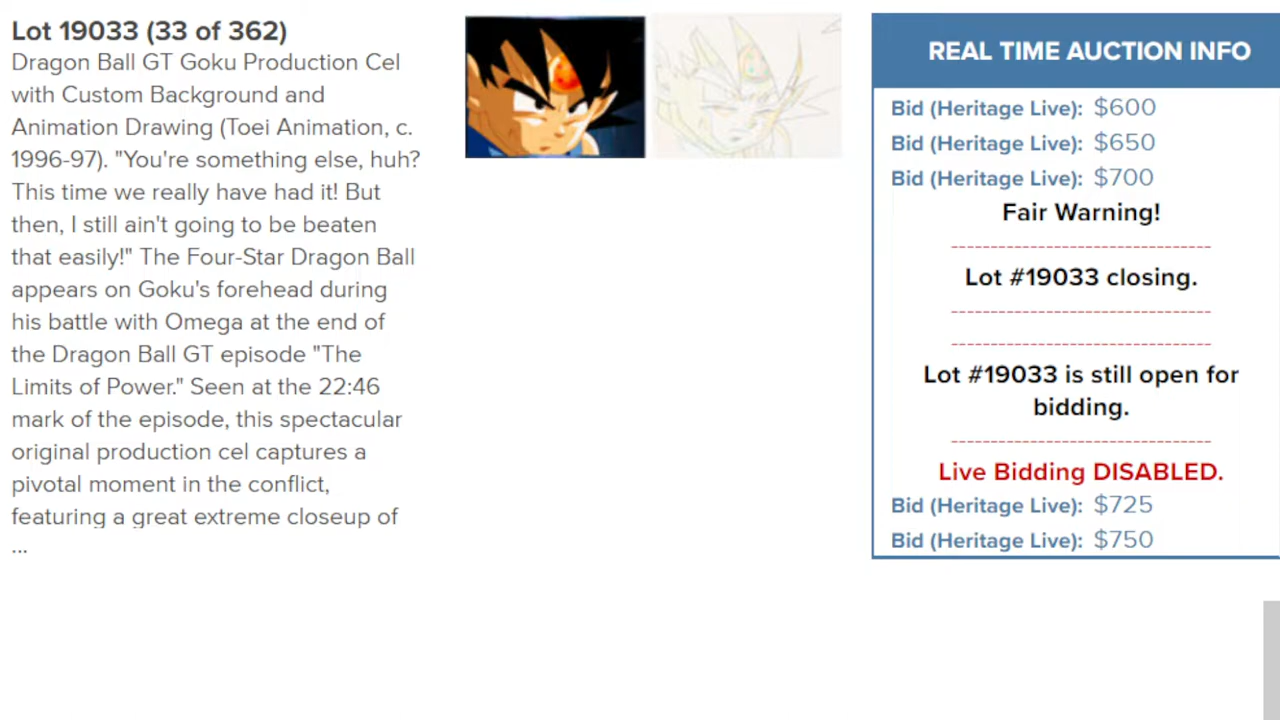 Lot 19033 (33 of 362)
Dragon Ball GT Goku Production Cel
with Custom Background and
Animation Drawing (Toei Animation, c.
1996-97). "You're something else, huh?
This time we really have had it! But
then, I still ain't going to be beaten
that easily!" The Four-Star Dragon Ball
appears on Goku's forehead during
his battle with Omega at the end of
the Dragon Ball GT episode "The
Limits of Power." Seen at the 22:46
mark of the episode, this spectacular
original production cel captures a
pivotal moment in the conflict,
featuring a great extreme closeup of
...
REAL TIME AUCTION INFO
Bid (Heritage Live): $600
Bid (Heritage Live): $650
Bid (Heritage Live): $700
Fair Warning!
--------------------------------
Lot #19033 closing.
--------------------------------
--------------------------------
Lot #19033 is still open for
bidding.
--------------------------------
Live Bidding DISABLED.
Bid (Heritage Live): $725
Bid (Heritage Live): $750